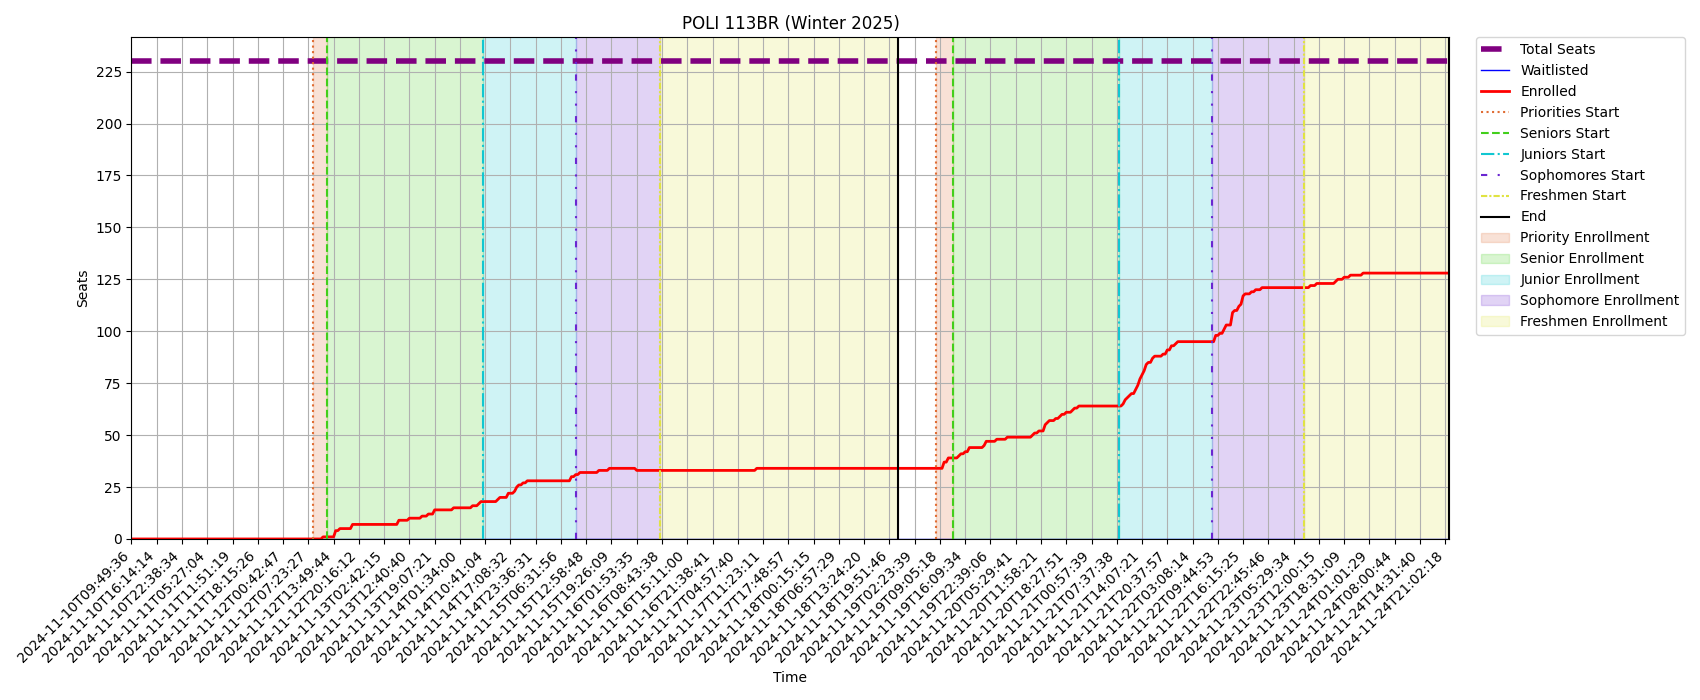 POLI 113BR (Winter 2025)
Seats
225
200
175
150
125
100
75
50
25
0
2024-11-10T09:49:36
2024-11-10T16:14:14
2024-11-10T22:38:34
2024-11-11T05:27:04
2024-11-11T11:51:19
2024-11-11T18:15:26
2024-11-12T00:42:47
2024-11-12T07:23:27
2024-11-12T13:49:44
2024-11-12T20:16:12
2024-11-13T02:42:15
2024-11-13T12:40:40
2024-11-13T19:07:21
2024-11-14T01:34:00
2024-11-14T10:41:04
2024-11-14T17:08:32
2024-11-14T23:36:31
2024-11-15T06:31:56
2024-11-15T12:58:48
2024-11-15T19:26:09
2024-11-16T01:53:35
2024-11-16T08:43:38
2024-11-16T15:11:00
2024-11-16T21:38:41
2024-11-17T04:57:40
2024-11-17T11:23:11
2024-11-17T17:48:57
2024-11-18T00:15:15
2024-11-18T06:57:29
2024-11-18T13:24:20
2024-11-18T19:51:46
2024-11-19T02:23:39
2024-11-19T09:05:18
2024-11-19T16:09:34
2024-11-19T22:39:06
2024-11-20T05:29:41
2024-11-20T11:58:21
2024-11-20T18:27:51
2024-11-21T00:57:39
2024-11-21T07:37:38
2024-11-21T14:07:21
2024-11-21T20:37:57
2024-11-22T03:08:14
2024-11-22T09:44:53
2024-11-22T16:15:25
2024-11-22T22:45:46
2024-11-23T05:29:34
2024-11-23T12:00:15
2024-11-23T18:31:09
2024-11-24T01:01:29
2024-11-24T08:00:44
2024-11-24T14:31:40
2024-11-24T21:02:18
Time
Total Seats
Waitlisted
Enrolled
Priorities Start
Seniors Start
Juniors Start
Sophomores Start
Freshmen Start
End
Priority Enrollment
Senior Enrollment
Junior Enrollment
Sophomore Enrollment
Freshmen Enrollment